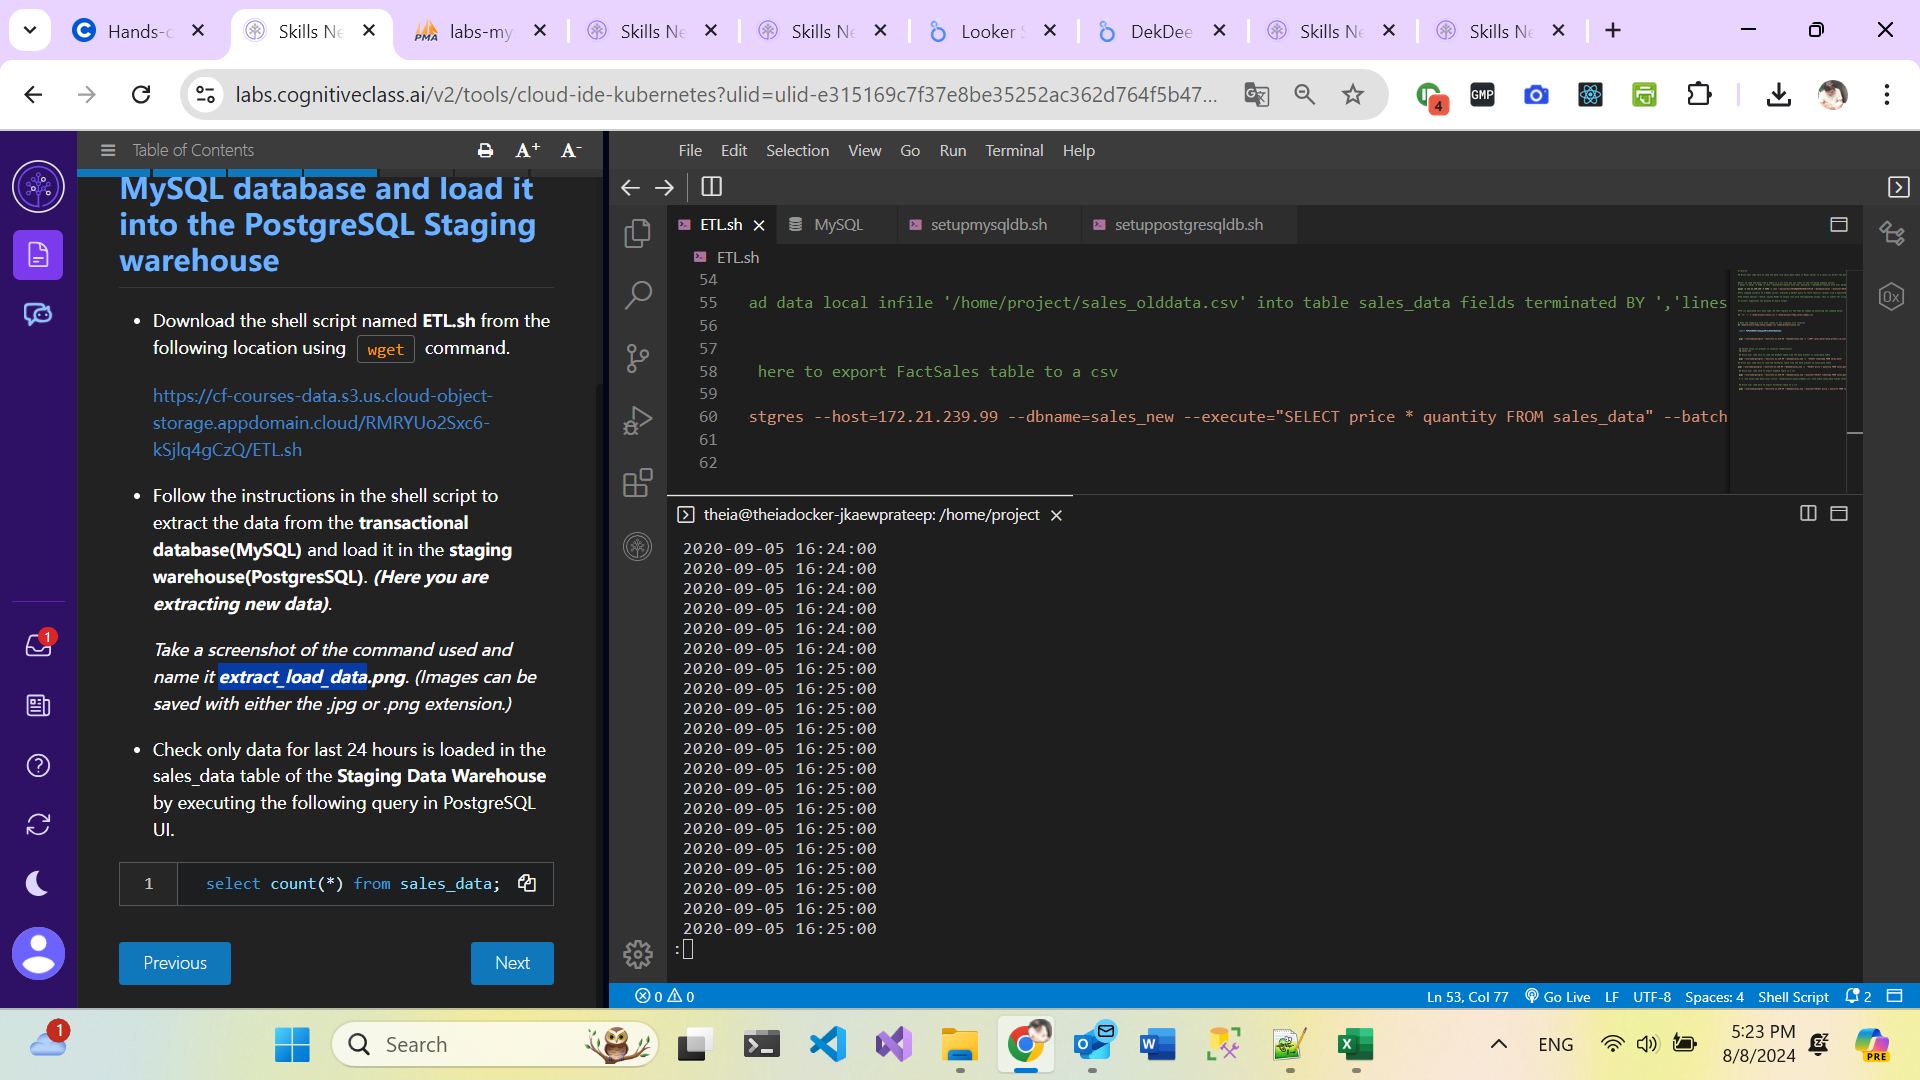 Hands-c
Skills Ne
labs-my
Skills Ne
Skills Ne
Looker S
DekDee
Skills Ne
Skills Ne
labs.cognitiveclass.ai/v2/tools/cloud-ide-kubernetes?ulid=ulid-e315169c7f37e8be35252ac362d764f5b47...
4
GMP
Table of Contents
A+
A-
MySQL database and load it
into the PostgreSQL Staging
warehouse
Download the shell script named ETL.sh from the
following location using wget command.
https://cf-courses-data.s3.us.cloud-object-
storage.appdomain.cloud/RMRYUo2Sxc6-
kSjlq4gCzQ/ETL.sh
Follow the instructions in the shell script to
extract the data from the transactional
database(MySQL) and load it in the staging
warehouse(PostgresSQL). (Here you are
extracting new data).
Take a screenshot of the command used and
name it extract_load_data.png. (Images can be
saved with either the .jpg or .png extension.)
Check only data for last 24 hours is loaded in the
sales_data table of the Staging Data Warehouse
by executing the following query in PostgreSQL
UI.
1 select count(*) from sales_data;
Previous
Next
1
File Edit Selection View Go Run Terminal Help
ETL.sh MySQL setupmysqldb.sh setuppostgresqldb.sh
ETL.sh
54
55 ad data local infile '/home/project/sales_olddata.csv' into table sales_data fields terminated BY ','lines
56
57
58 here to export FactSales table to a csv
59
60 stgres --host=172.21.239.99 --dbname=sales_new --execute="SELECT price * quantity FROM sales_data" --batch
61
62
theia@theiadocker-jkaewprateep: /home/project
2020-09-05 16:24:00
2020-09-05 16:24:00
2020-09-05 16:24:00
2020-09-05 16:24:00
2020-09-05 16:24:00
2020-09-05 16:24:00
2020-09-05 16:25:00
2020-09-05 16:25:00
2020-09-05 16:25:00
2020-09-05 16:25:00
2020-09-05 16:25:00
2020-09-05 16:25:00
2020-09-05 16:25:00
2020-09-05 16:25:00
2020-09-05 16:25:00
2020-09-05 16:25:00
2020-09-05 16:25:00
2020-09-05 16:25:00
2020-09-05 16:25:00
2020-09-05 16:25:00
:
0 0
Ln 53, Col 77 Go Live LF UTF-8 Spaces: 4 Shell Script 2
1
Search
ENG
5:23 PM
8/8/2024
PRE